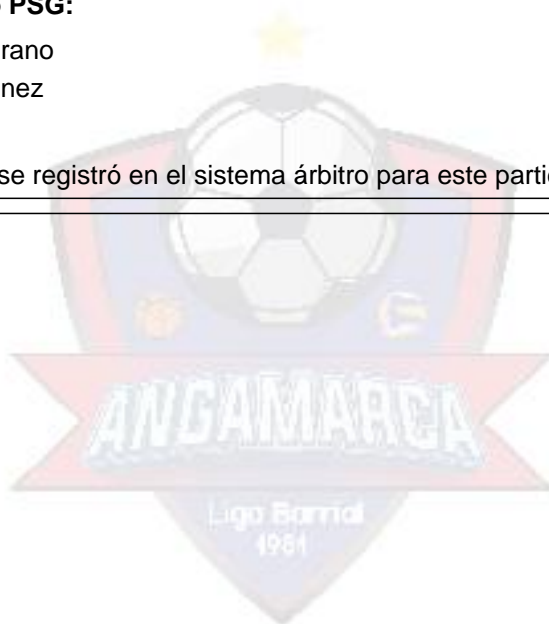 PSG:
rano
nez
se registró en el sistema árbitro para este parti
ANGAMARCA
Liga Barrial
1981